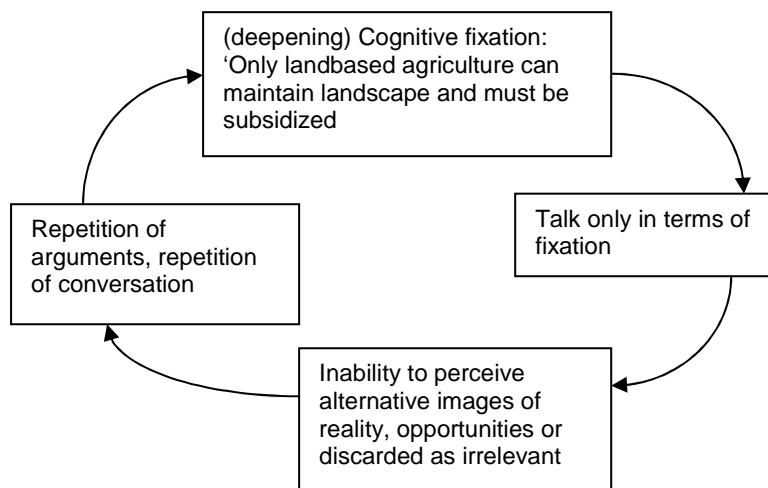 (deepening) Cognitive fixation:
‘Only landbased agriculture can
maintain landscape and must be
subsidized
Talk only in terms of
fixation
Inability to perceive
alternative images of
reality, opportunities or
discarded as irrelevant
Repetition of
arguments, repetition
of conversation